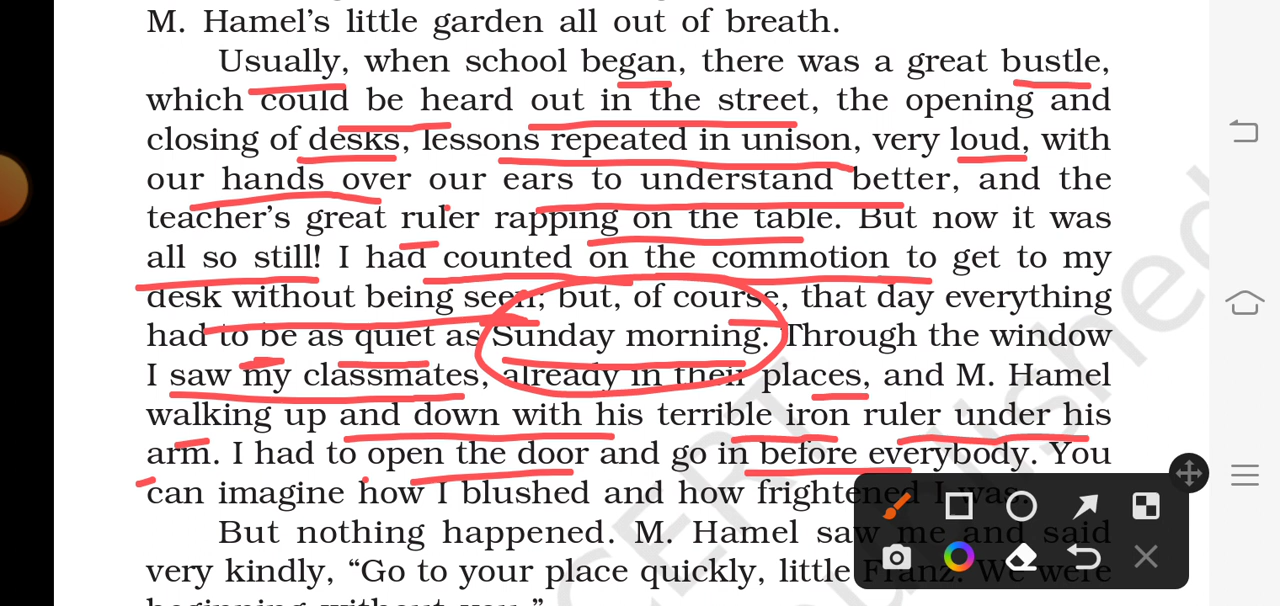 M. Hamel's little garden all out of breath.
Usually, when school began, there was a great bustle,
which could be heard out in the street, the opening and
closing of desks, lessons repeated in unison, very loud, with
our hands over our ears to understand better, and the
teacher's great ruler rapping on the table. But now it was
all so still! I had counted on the commotion to get to my
desk without being seen; but, of course, that day everything
had to be as quiet as Sunday morning. Through the window
I saw my classmates, already in their places, and M. Hamel
walking up and down with his terrible iron ruler under his
arm. I had to open the door and go in before everybody. You
can imagine how I blushed and how frightened I was.
But nothing happened. M. Hamel saw me and said
very kindly, “Go to your place quickly, little Franz. We were
beginning without you.”